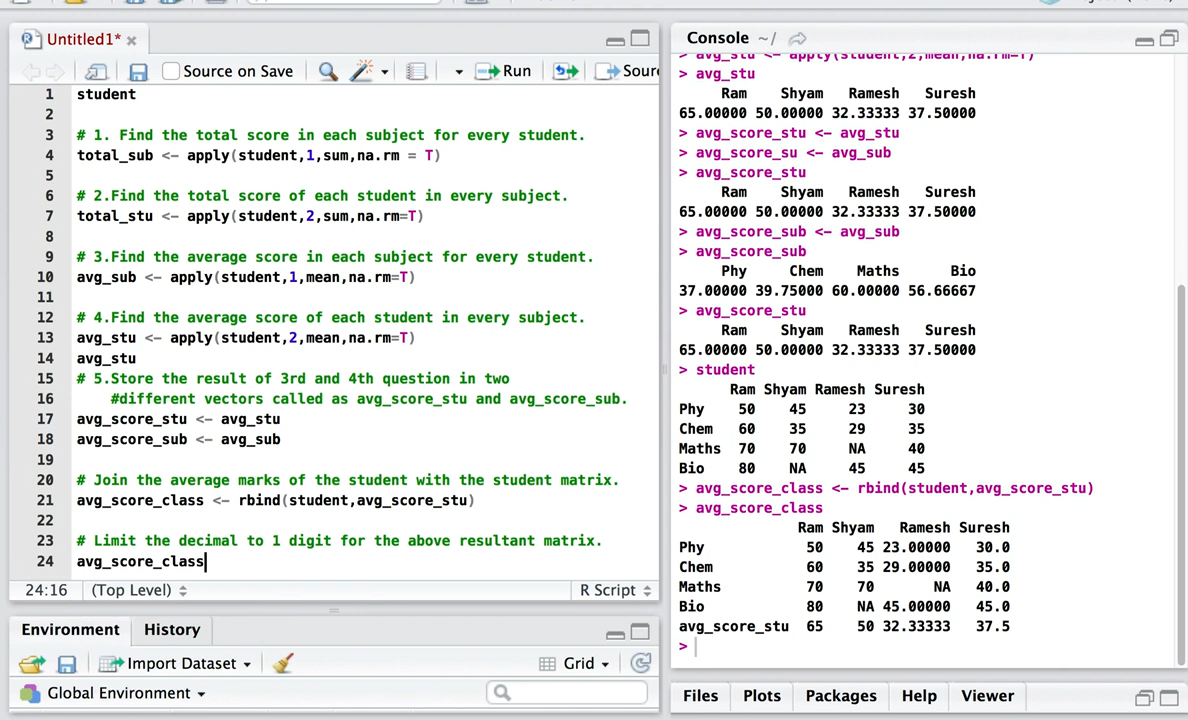 Untitled1*
Source on Save
Run
Sour
1 student
2
3 # 1. Find the total score in each subject for every student.
4 total_sub <- apply(student,1,sum,na.rm = T)
5
6 # 2.Find the total score of each student in every subject.
7 total_stu <- apply(student,2,sum,na.rm=T)
8
9 # 3.Find the average score in each subject for every student.
10 avg_sub <- apply(student,1,mean,na.rm=T)
11
12 # 4.Find the average score of each student in every subject.
13 avg_stu <- apply(student,2,mean,na.rm=T)
14 avg_stu
15 # 5.Store the result of 3rd and 4th question in two
16 #different vectors called as avg_score_stu and avg_score_sub.
17 avg_score_stu <- avg_stu
18 avg_score_sub <- avg_sub
19
20 # Join the average marks of the student with the student matrix.
21 avg_score_class <- rbind(student,avg_score_stu)
22
23 # Limit the decimal to 1 digit for the above resultant matrix.
24 avg_score_class
24:16 (Top Level) R Script
Environment History
Import Dataset Grid
Global Environment
Console ~/
> avg_stu <- apply(student,2,mean,na.rm=T)
> avg_stu
Ram Shyam Ramesh Suresh
65.00000 50.00000 32.33333 37.50000
> avg_score_stu <- avg_stu
> avg_score_su <- avg_sub
> avg_score_stu
Ram Shyam Ramesh Suresh
65.00000 50.00000 32.33333 37.50000
> avg_score_sub <- avg_sub
> avg_score_sub
Phy Chem Maths Bio
37.00000 39.75000 60.00000 56.66667
> avg_score_stu
Ram Shyam Ramesh Suresh
65.00000 50.00000 32.33333 37.50000
> student
Ram Shyam Ramesh Suresh
Phy 50 45 23 30
Chem 60 35 29 35
Maths 70 70 NA 40
Bio 80 NA 45 45
> avg_score_class <- rbind(student,avg_score_stu)
> avg_score_class
Ram Shyam Ramesh Suresh
Phy 50 45 23.00000 30.0
Chem 60 35 29.00000 35.0
Maths 70 70 NA 40.0
Bio 80 NA 45.00000 45.0
avg_score_stu 65 50 32.33333 37.5
>
Files Plots Packages Help Viewer